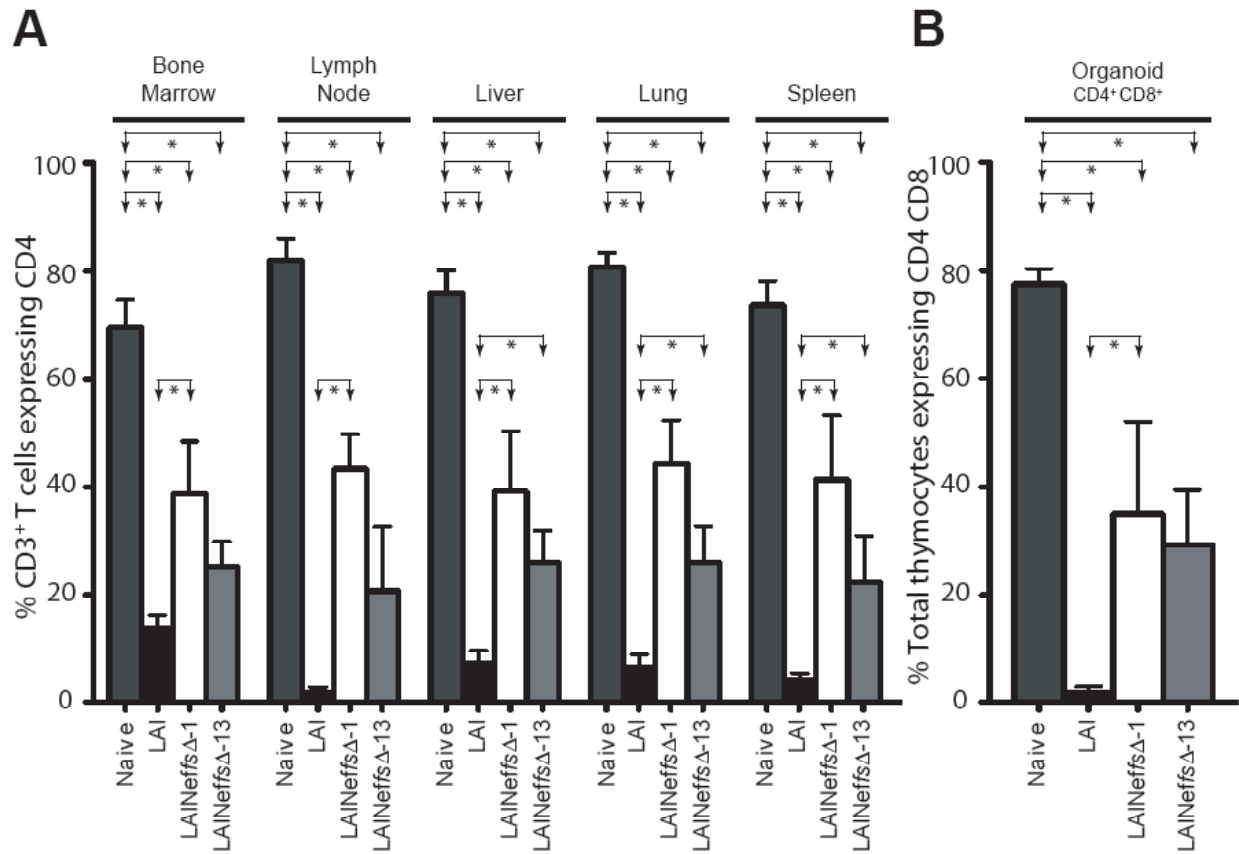 A
Bone
Marrow
Lymph
Node
Liver
Lung
Spleen
* * * * *
* * * * *
* * * * *
* * *
* * * * *
% CD3+ T cells expressing CD4
100
80
60
40
20
0
Naive LAI LAINeffsΔ-1 LAINeffsΔ-13
Naive LAI LAINeffsΔ-1 LAINeffsΔ-13
Naive LAI LAINeffsΔ-1 LAINeffsΔ-13
Naive LAI LAINeffsΔ-1 LAINeffsΔ-13
Naive LAI LAINeffsΔ-1 LAINeffsΔ-13
B
Organoid
CD4+CD8+
*
*
*
*
% Total thymocytes expressing CD4 CD8
100
80
60
40
20
0
Naive LAI LAINeffsΔ-1 LAINeffsΔ-13